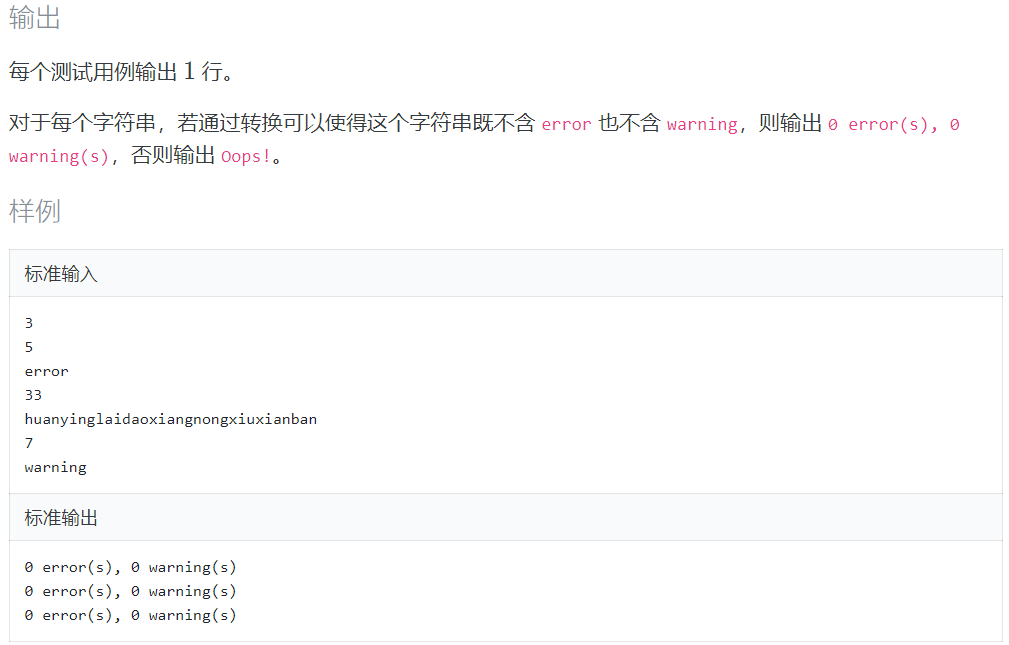 输出
每个测试用例输出 1 行。
对于每个字符串，若通过转换可以使得这个字符串既不含 error 也不含 warning，则输出 0 error(s), 0
warning(s)，否则输出 Oops!。
样例
标准输入
3
5
error
33
huanyinglaidaoxiangnongxiuxianban
7
warning
标准输出
0 error(s), 0 warning(s)
0 error(s), 0 warning(s)
0 error(s), 0 warning(s)